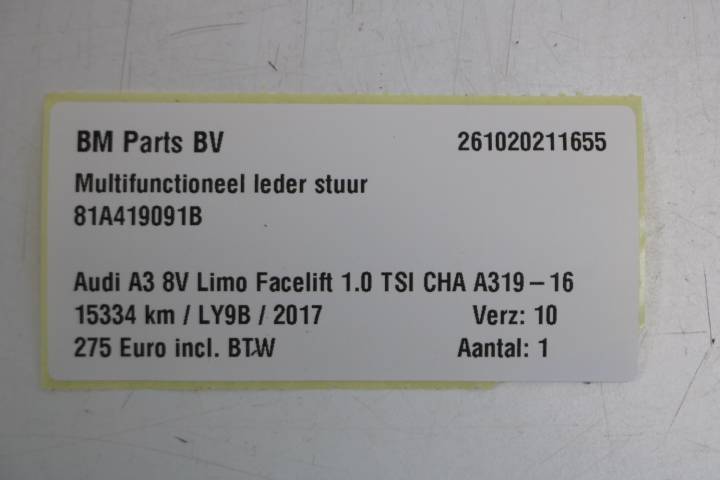 BM Parts BV 261020211655
Multifunctioneel leder stuur
81A419091B
Audi A3 8V Limo Facelift 1.0 TSI CHA A319 – 16
15334 km / LY9B / 2017 Verz: 10
275 Euro incl. BTW Aantal: 1